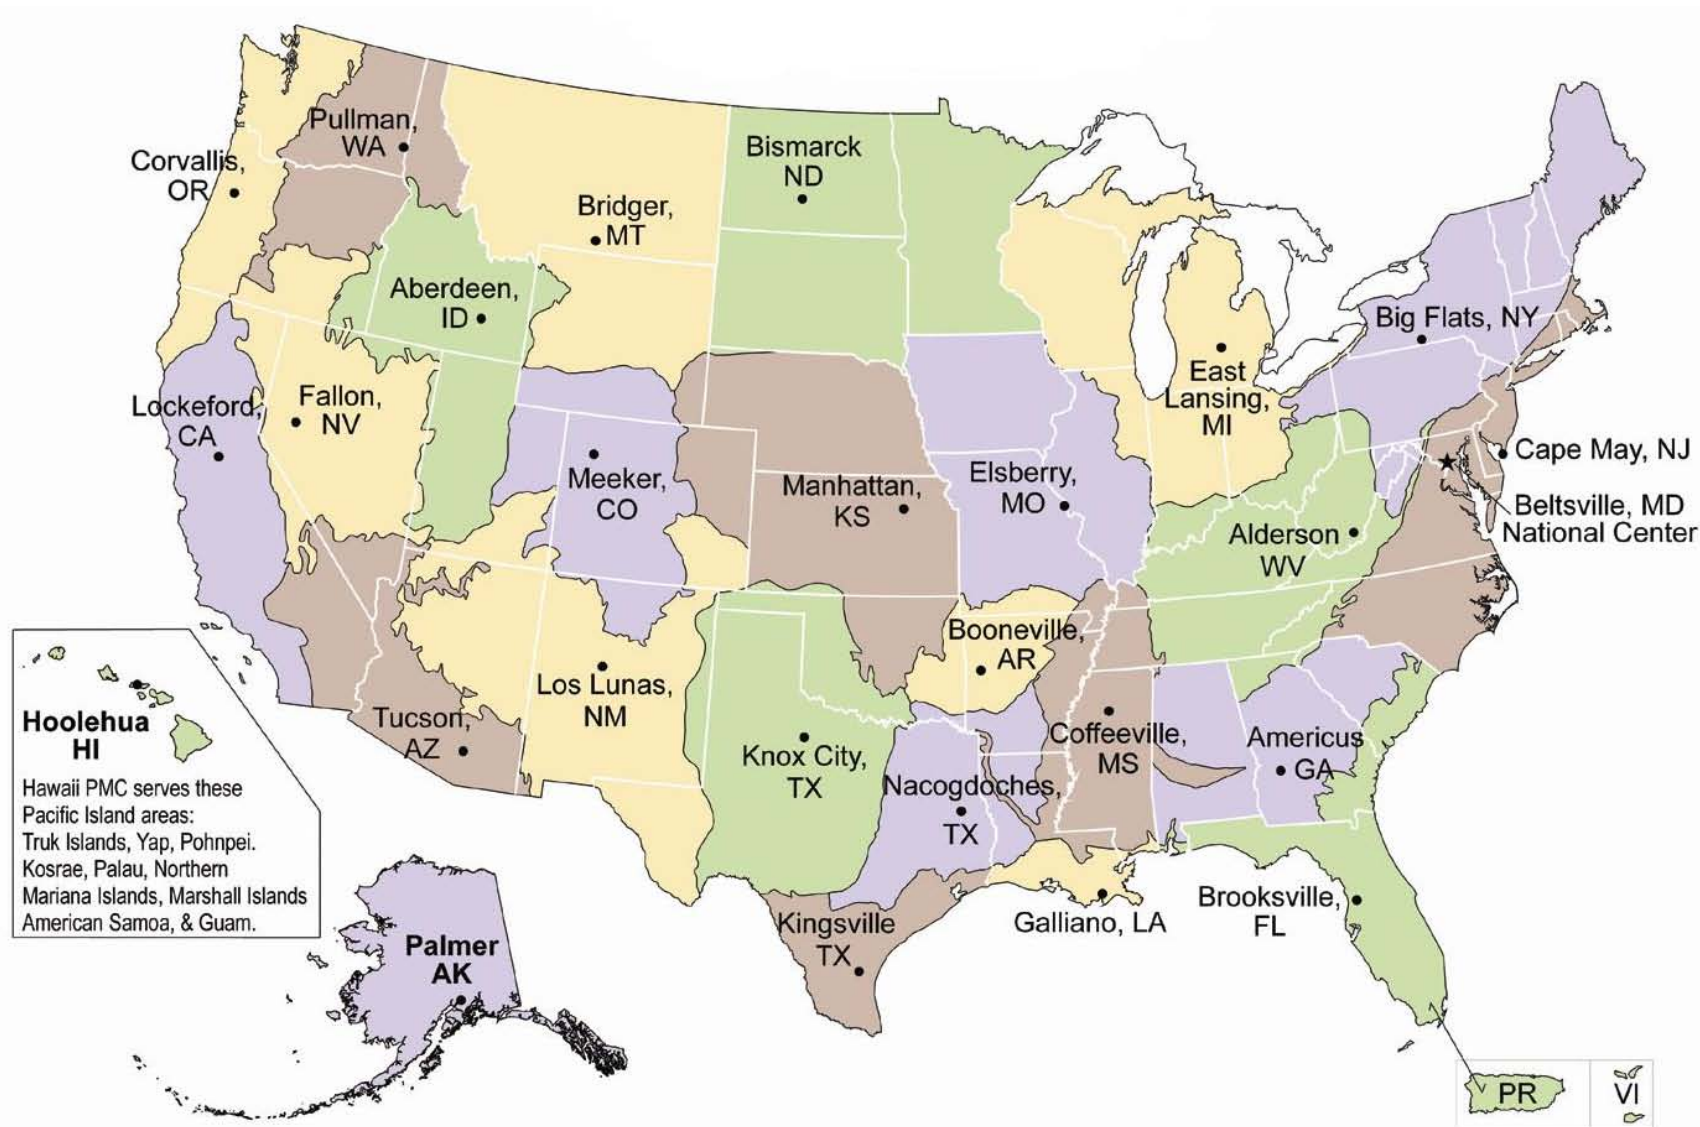 Pullman,
WA
Corvallis,
OR
Bismarck
ND
Bridger,
MT
Aberdeen,
ID
Big Flats, NY
East
Lansing,
MI
Fallon,
NV
Lockeford,
CA
Meeker,
CO
Manhattan,
KS
Elsberry,
MO
Cape May, NJ
Beltsville, MD
National Center
Alderson
WV
Booneville,
AR
Los Lunas,
NM
Tucson,
AZ
Knox City,
TX
Nacogdoches,
TX
Coffeeville,
MS
Americus
GA
Kingsville
TX
Galliano, LA
Brooksville,
FL
Hoolehua
HI
Hawaii PMC serves these
Pacific Island areas:
Truk Islands, Yap, Pohnpei.
Kosrae, Palau, Northern
Mariana Islands, Marshall Islands
American Samoa, & Guam.
Palmer
AK
PR
VI